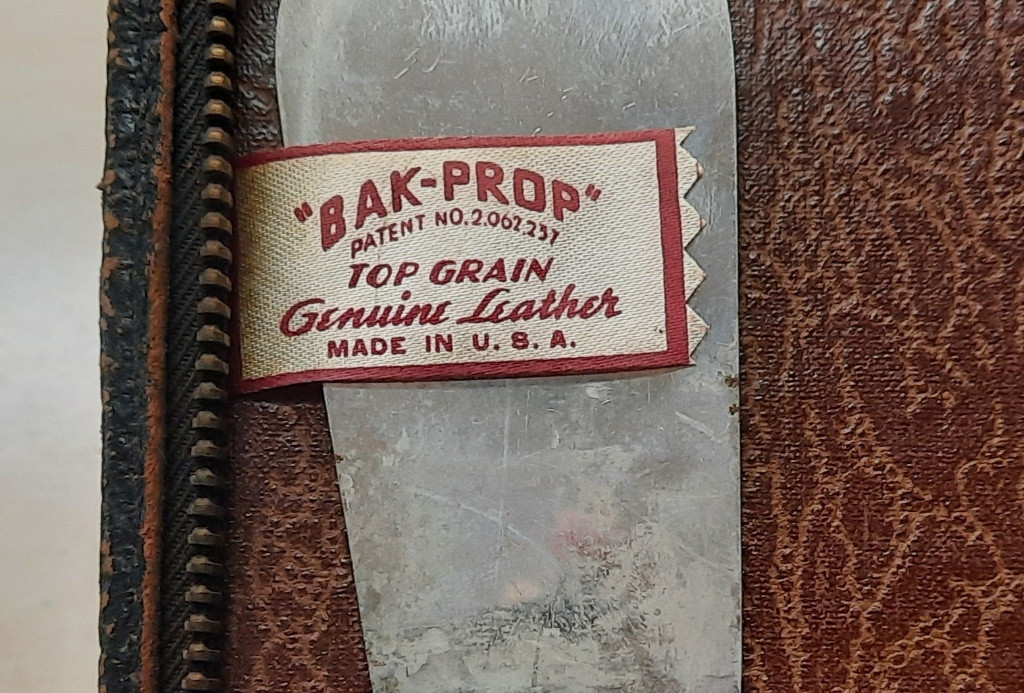 "BAK-PROP"
PATENT NO. 2.062.257
TOP GRAIN
Genuine Leather
MADE IN U. S. A.